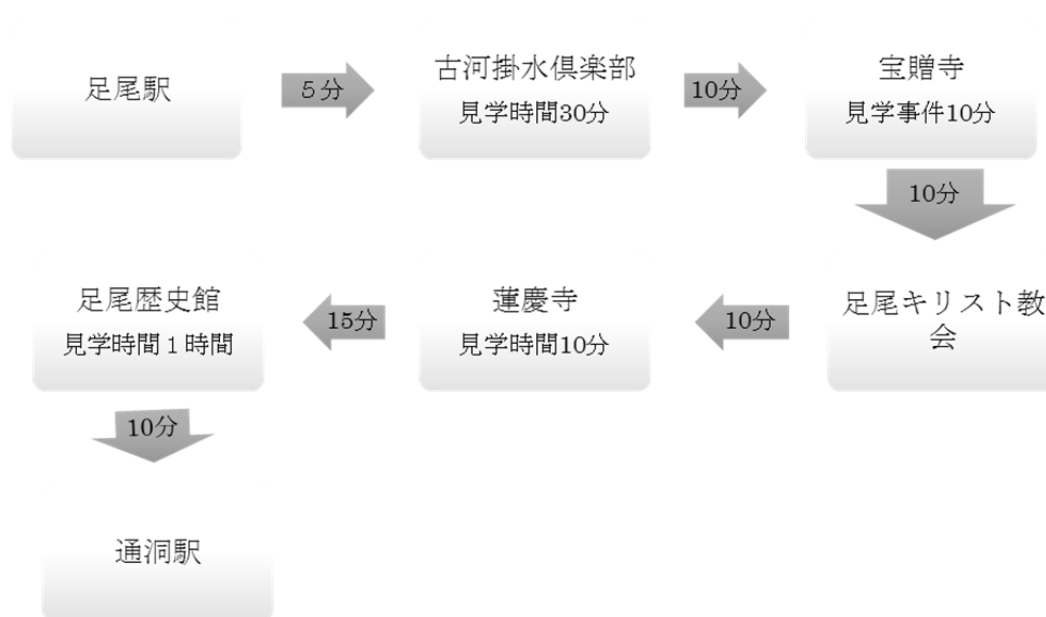 足尾駅
５分
古河掛水倶楽部
見学時間30分
10分
宝贈寺
見学事件10分
10分
足尾キリスト教
会
10分
蓮慶寺
見学時間10分
15分
足尾歴史館
見学時間１時間
10分
通洞駅